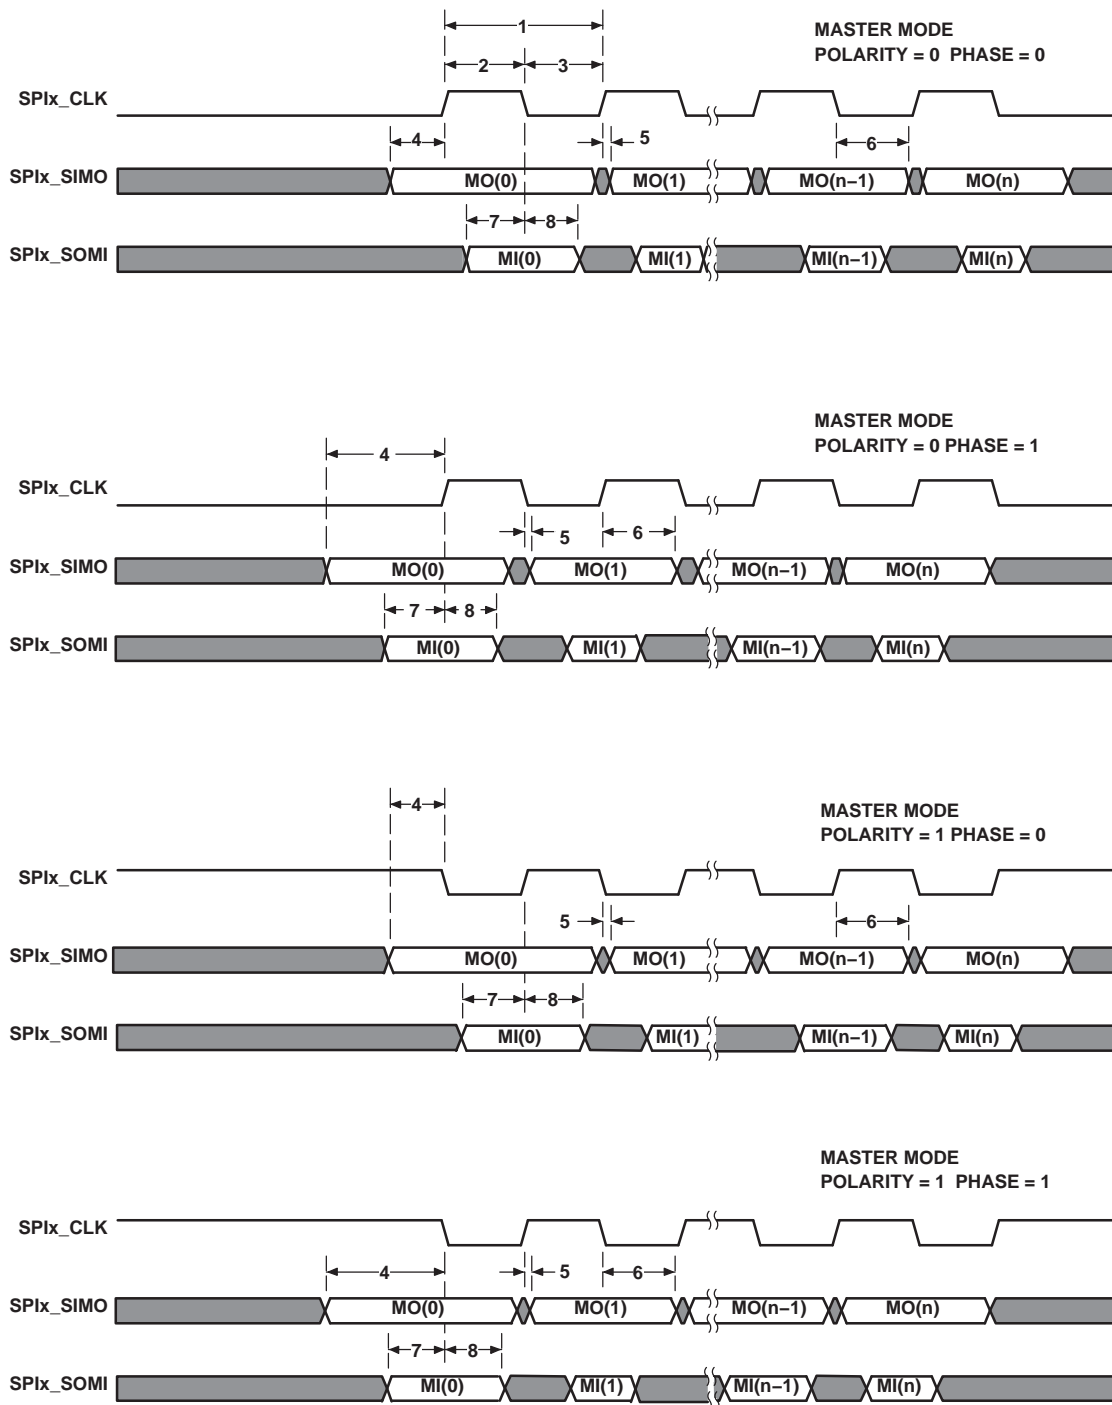 1
MASTER MODE
POLARITY = 0 PHASE = 0
2 3
SPIx_CLK
4 5 6
SPIx_SIMO MO(0) MO(1) MO(n−1) MO(n)
7 8
SPIx_SOMI MI(0) MI(1) MI(n−1) MI(n)
MASTER MODE
POLARITY = 0 PHASE = 1
4
SPIx_CLK
5 6
SPIx_SIMO MO(0) MO(1) MO(n−1) MO(n)
7 8
SPIx_SOMI MI(0) MI(1) MI(n−1) MI(n)
4
MASTER MODE
POLARITY = 1 PHASE = 0
SPIx_CLK
5 6
SPIx_SIMO MO(0) MO(1) MO(n−1) MO(n)
7 8
SPIx_SOMI MI(0) MI(1) MI(n−1) MI(n)
MASTER MODE
POLARITY = 1 PHASE = 1
SPIx_CLK
4 5 6
SPIx_SIMO MO(0) MO(1) MO(n−1) MO(n)
7 8
SPIx_SOMI MI(0) MI(1) MI(n−1) MI(n)